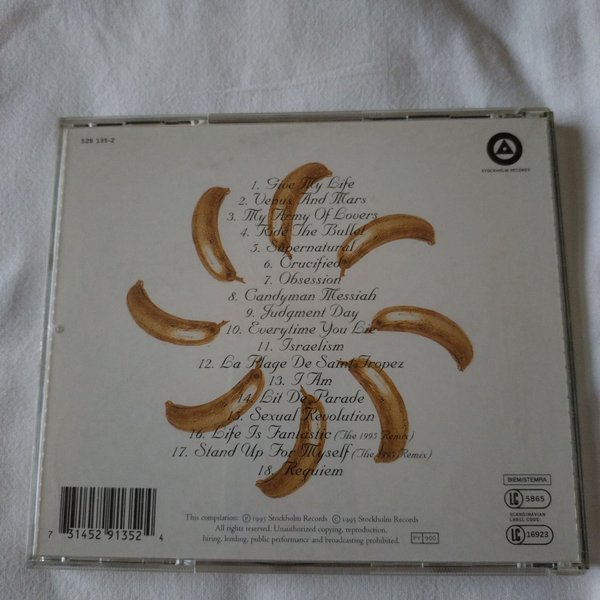 529 135-2
STOCKHOLM RECORDS
1. Give My Life
2. Venus And Mars
3. My Army Of Lovers
4. Ride The Bullet
5. Supernatural
6. Crucified
7. Obsession
8. Candyman Messiah
9. Judgment Day
10. Everytime You Lie
11. Israelism
12. La Plage De Saint Tropez
13. I Am
14. Lit De Parade
15. Sexual Revolution
16. Life Is Fantastic (The 1995 Remix)
17. Stand Up For Myself (The 1995 Remix)
18. Requiem
BIEM/STEMRA
LC 5865
SCANDINAVIAN
LABEL CODE:
LC 16923
This compilation: ℗ 1995 Stockholm Records © 1995 Stockholm Records
All rights reserved. Unauthorized copying, reproduction,
hiring, lending, public performance and broadcasting prohibited.
PY 900
7 31452 91352 4